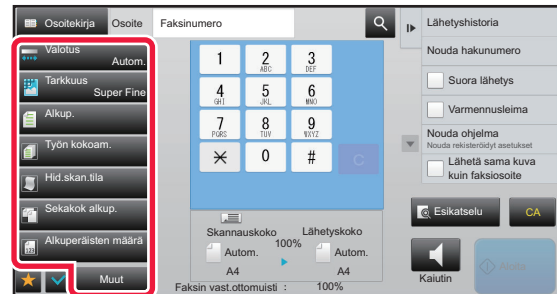 Osoitekirja
Osoite
Faksinumero
Valotus
Autom.
Tarkkuus
Super Fine
Alkup.
Työn kokoam.
Hid.skan.tila
Sekakok alkup.
Alkuperäisten määrä
Muut
1
2
ABC
3
DEF
4
GHI
5
JKL
6
MNO
7
PQRS
8
TUV
9
WXYZ
0
#
C
Skannauskoko
Lähetyskoko
100%
Autom.
Autom.
A4
A4
Faksin vast.ottomuisti : 100%
Lähetyshistoria
Nouda hakunumero
Suora lähetys
Varmennusleima
Nouda ohjelma
Nouda rekisteröidyt asetukset
Lähetä sama kuva
kuin faksiosoite
Esikatselu
CA
Kaiutin
Aloita